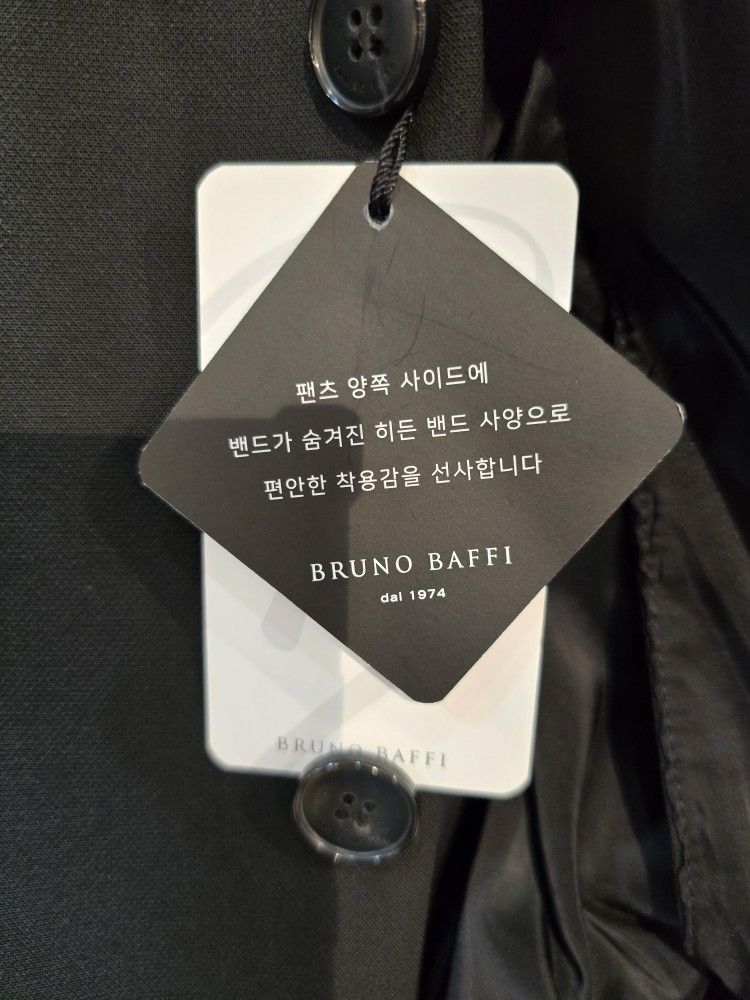 팬츠 양쪽 사이드에
밴드가 숨겨진 히든 밴드 사양으로
편안한 착용감을 선사합니다
BRUNO BAFFI
dal 1974
BRUNO BAFFI